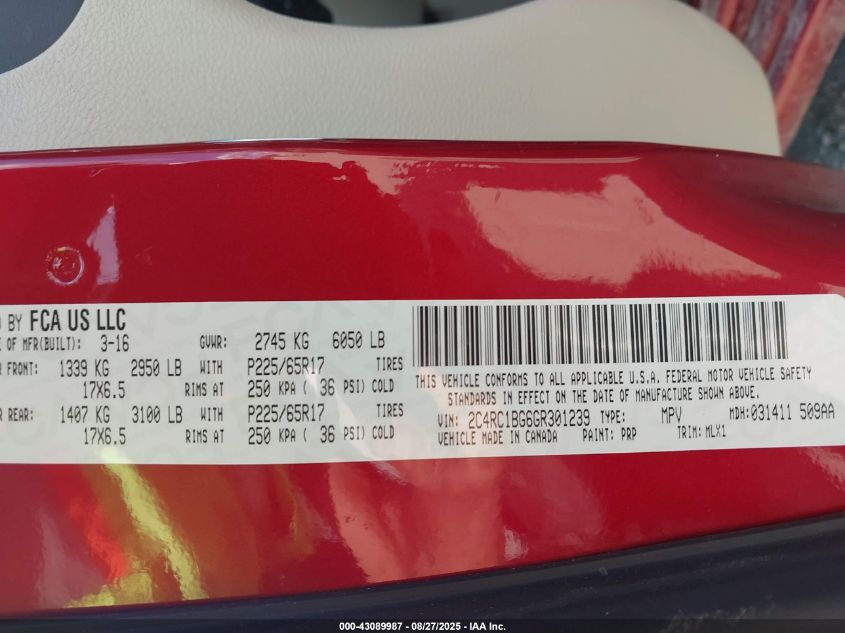 D BY FCA US LLC
E OF MFR(BUILT): 3-16 GVWR: 2745 KG 6050 LB
R FRONT: 1339 KG 2950 LB WITH P225/65R17 TIRES
17X6.5 RIMS AT 250 KPA ( 36 PSI) COLD
R REAR: 1407 KG 3100 LB WITH P225/65R17 TIRES
17X6.5 RIMS AT 250 KPA ( 36 PSI) COLD
THIS VEHICLE CONFORMS TO ALL APPLICABLE U.S.A. FEDERAL MOTOR VEHICLE SAFETY
STANDARDS IN EFFECT ON THE DATE OF MANUFACTURE SHOWN ABOVE.
VIN: 2C4RC1BG6GR301239 TYPE: MPV MDH:031411 509AA
VEHICLE MADE IN CANADA PAINT: PRP TRIM: MLX1
000-43089987 - 08/27/2025 - IAA Inc.